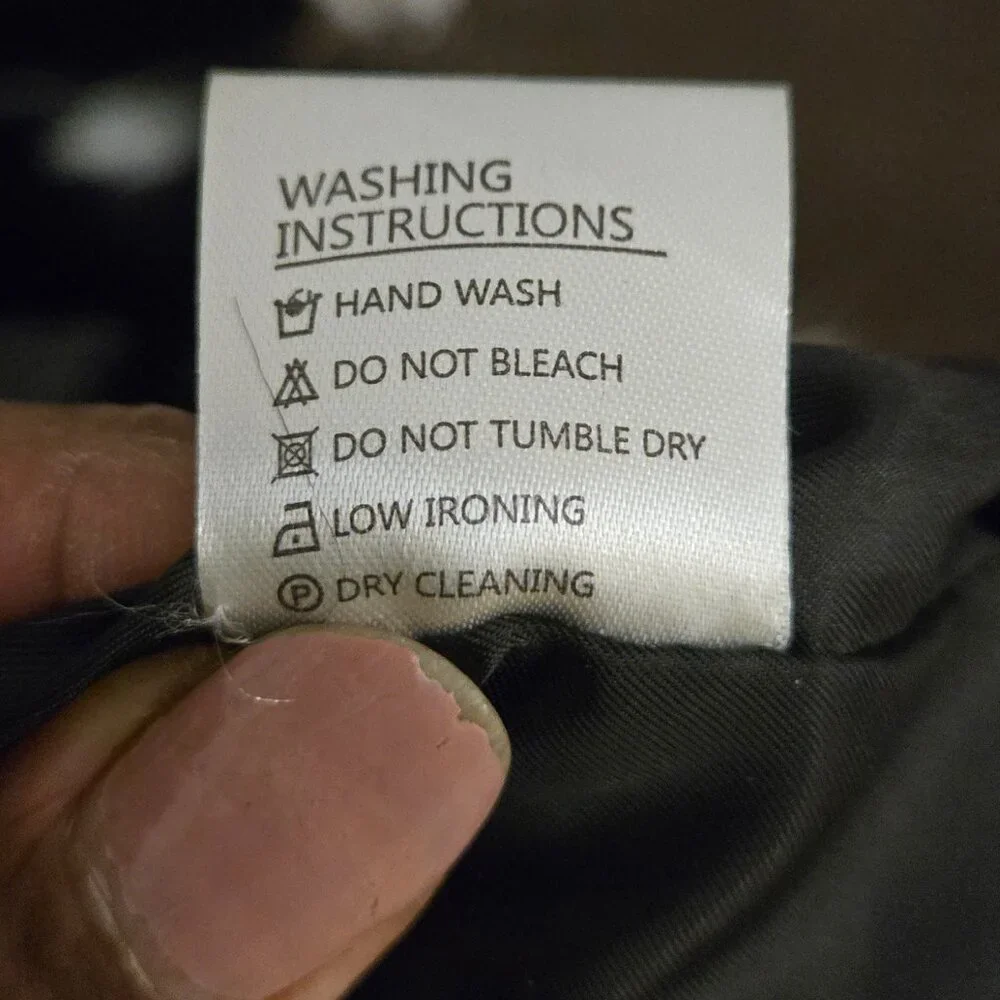 WASHING
INSTRUCTIONS
HAND WASH
DO NOT BLEACH
DO NOT TUMBLE DRY
LOW IRONING
P DRY CLEANING